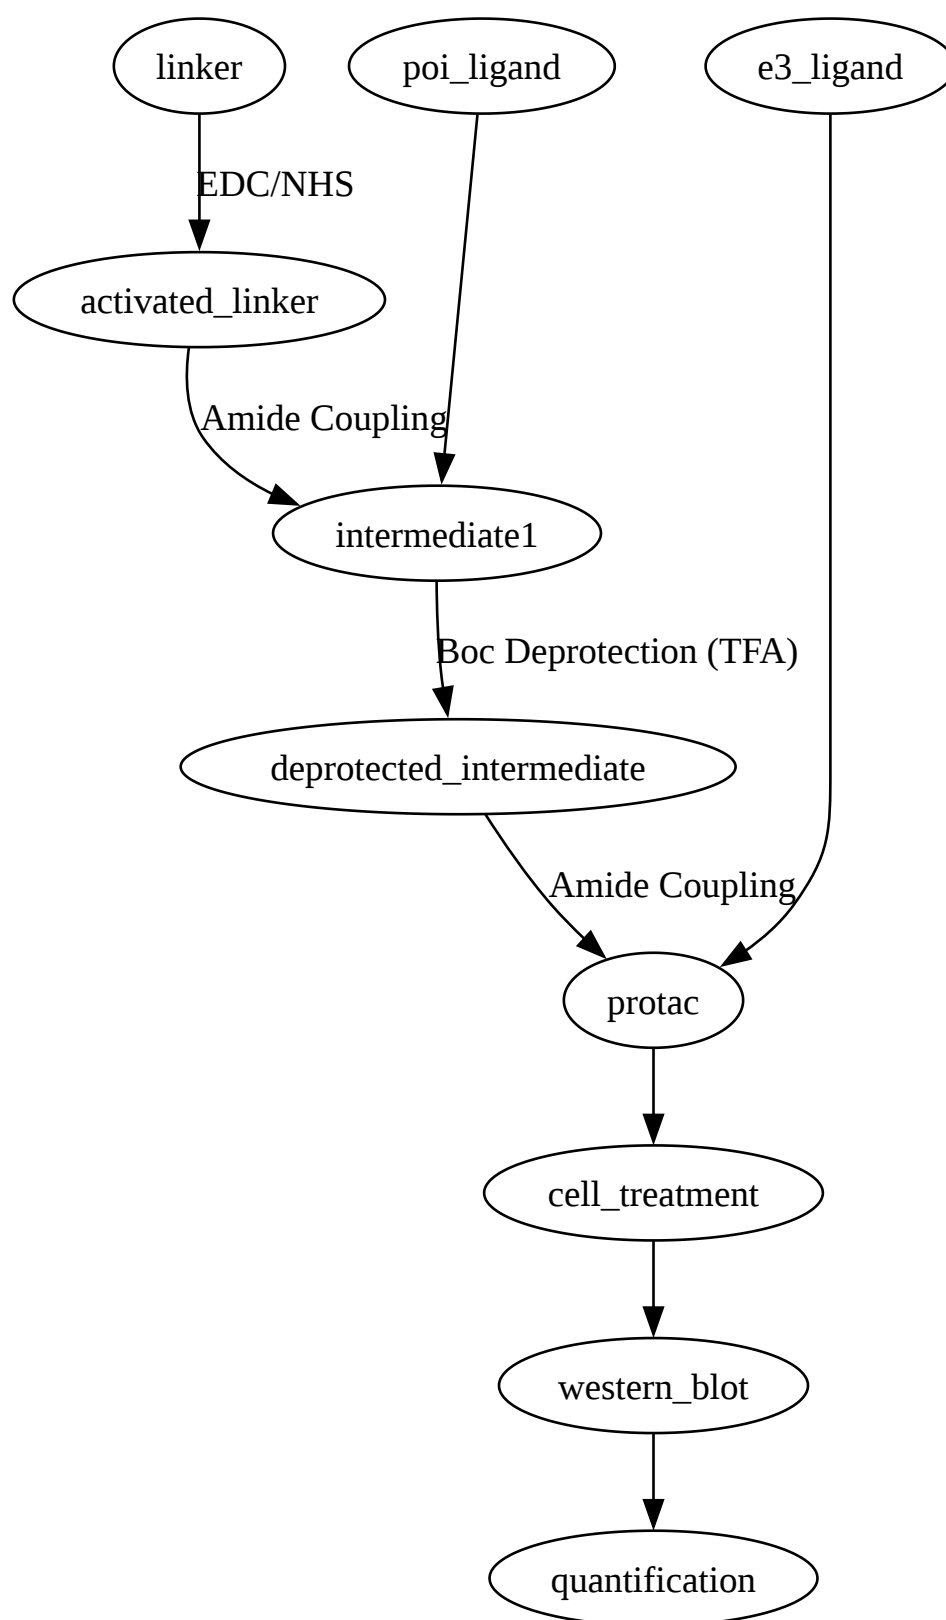 linker
poi_ligand
e3_ligand
EDC/NHS
activated_linker
Amide Coupling
intermediate1
Boc Deprotection (TFA)
deprotected_intermediate
Amide Coupling
protac
cell_treatment
western_blot
quantification